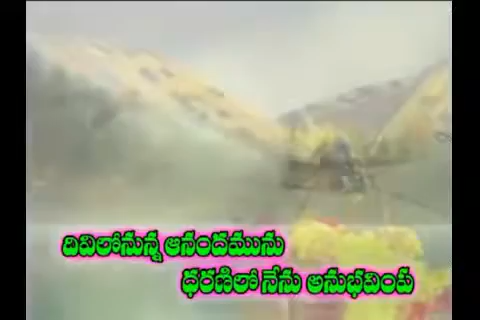 దివిలోనున్న ఆనందమును
ధరణిలో నేను అనుభవింప